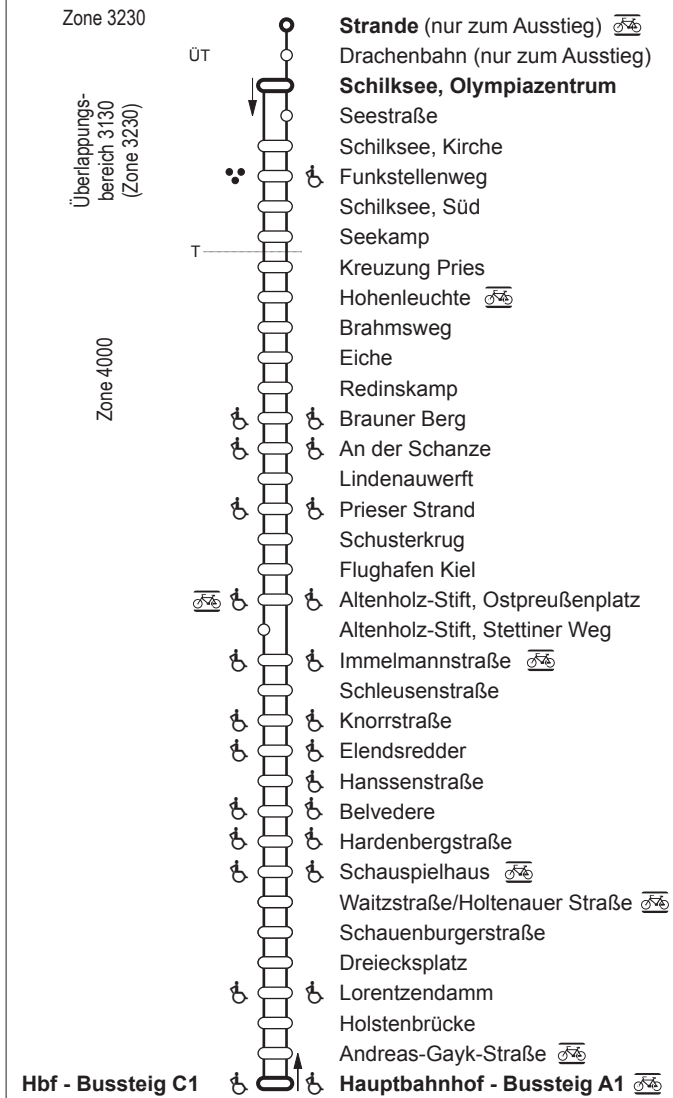 Zone 3230
Strande (nur zum Ausstieg)
ÜT
Drachenbahn (nur zum Ausstieg)
Schilksee, Olympiazentrum
Überlappungs-
bereich 3130
(Zone 3230)
Seestraße
Schilksee, Kirche
Funkstellenweg
Schilksee, Süd
Seekamp
T
Kreuzung Pries
Hohenleuchte
Zone 4000
Brahmsweg
Eiche
Redinskamp
Brauner Berg
An der Schanze
Lindenauwerft
Prieser Strand
Schusterkrug
Flughafen Kiel
Altenholz-Stift, Ostpreußenplatz
Altenholz-Stift, Stettiner Weg
Immelmannstraße
Schleusenstraße
Knorrstraße
Elendsredder
Hanssenstraße
Belvedere
Hardenbergstraße
Schauspielhaus
Waitzstraße/Holtenauer Straße
Schauenburgerstraße
Dreiecksplatz
Lorentzendamm
Holstenbrücke
Andreas-Gayk-Straße
Hbf - Bussteig C1
Hauptbahnhof - Bussteig A1